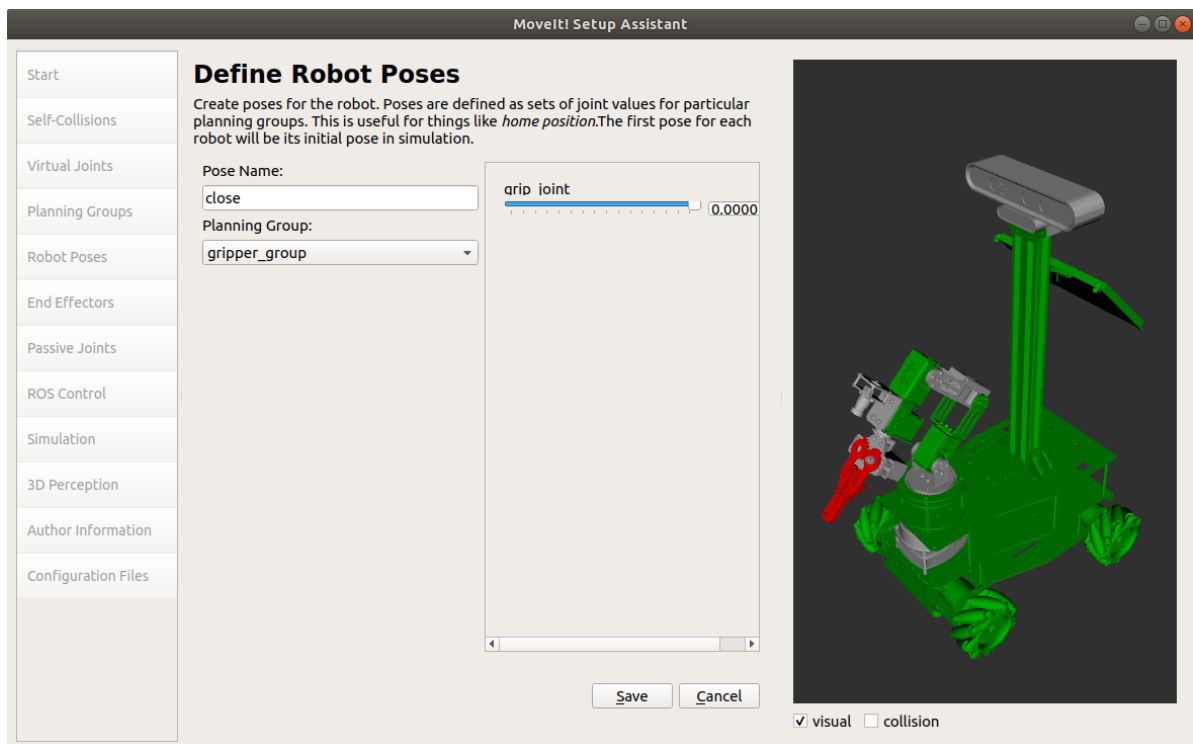 MoveIt! Setup Assistant
Start
Self-Collisions
Virtual Joints
Planning Groups
Robot Poses
End Effectors
Passive Joints
ROS Control
Simulation
3D Perception
Author Information
Configuration Files
Define Robot Poses
Create poses for the robot. Poses are defined as sets of joint values for particular
planning groups. This is useful for things like home position.The first pose for each
robot will be its initial pose in simulation.
Pose Name:
close
Planning Group:
gripper_group
grip_joint
0.0000
Save
Cancel
visual
collision